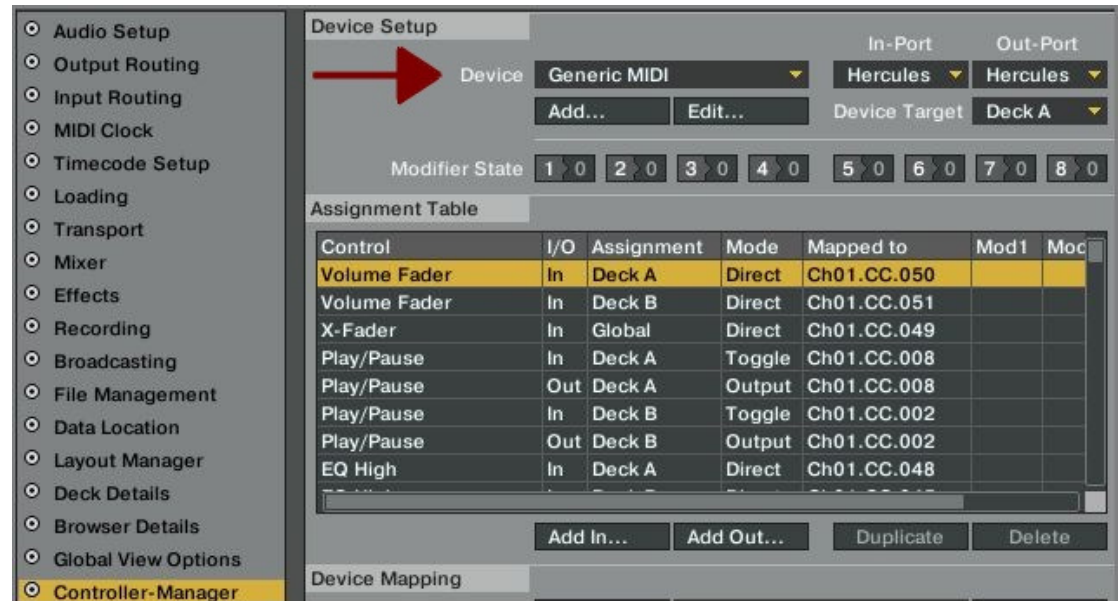 Audio Setup
Output Routing
Input Routing
MIDI Clock
Timecode Setup
Loading
Transport
Mixer
Effects
Recording
Broadcasting
File Management
Data Location
Layout Manager
Deck Details
Browser Details
Global View Options
Controller-Manager
Device Setup
In-Port Out-Port
Device Generic MIDI Hercules Hercules
Add... Edit... Device Target Deck A
Modifier State 1 0 2 0 3 0 4 0 5 0 6 0 7 0 8 0
Assignment Table
Control I/O Assignment Mode Mapped to Mod1
Volume Fader In Deck A Direct Ch01.CC.050
Volume Fader In Deck B Direct Ch01.CC.051
X-Fader In Global Direct Ch01.CC.049
Play/Pause In Deck A Toggle Ch01.CC.008
Play/Pause Out Deck A Output Ch01.CC.008
Play/Pause In Deck B Toggle Ch01.CC.002
Play/Pause Out Deck B Output Ch01.CC.002
EQ High In Deck A Direct Ch01.CC.048
Add In... Add Out... Duplicate Delete
Device Mapping